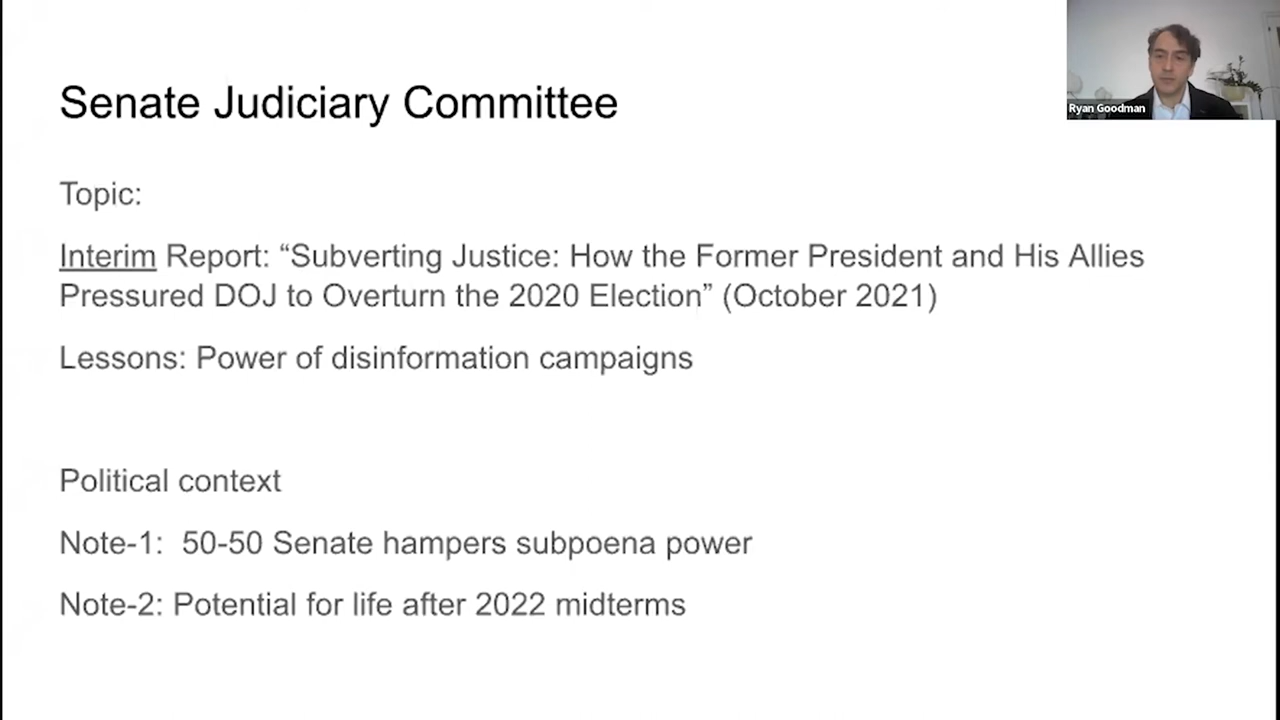 Senate Judiciary Committee
Ryan Goodman
Topic:
Interim Report: “Subverting Justice: How the Former President and His Allies
Pressured DOJ to Overturn the 2020 Election” (October 2021)
Lessons: Power of disinformation campaigns
Political context
Note-1:  50-50 Senate hampers subpoena power
Note-2: Potential for life after 2022 midterms